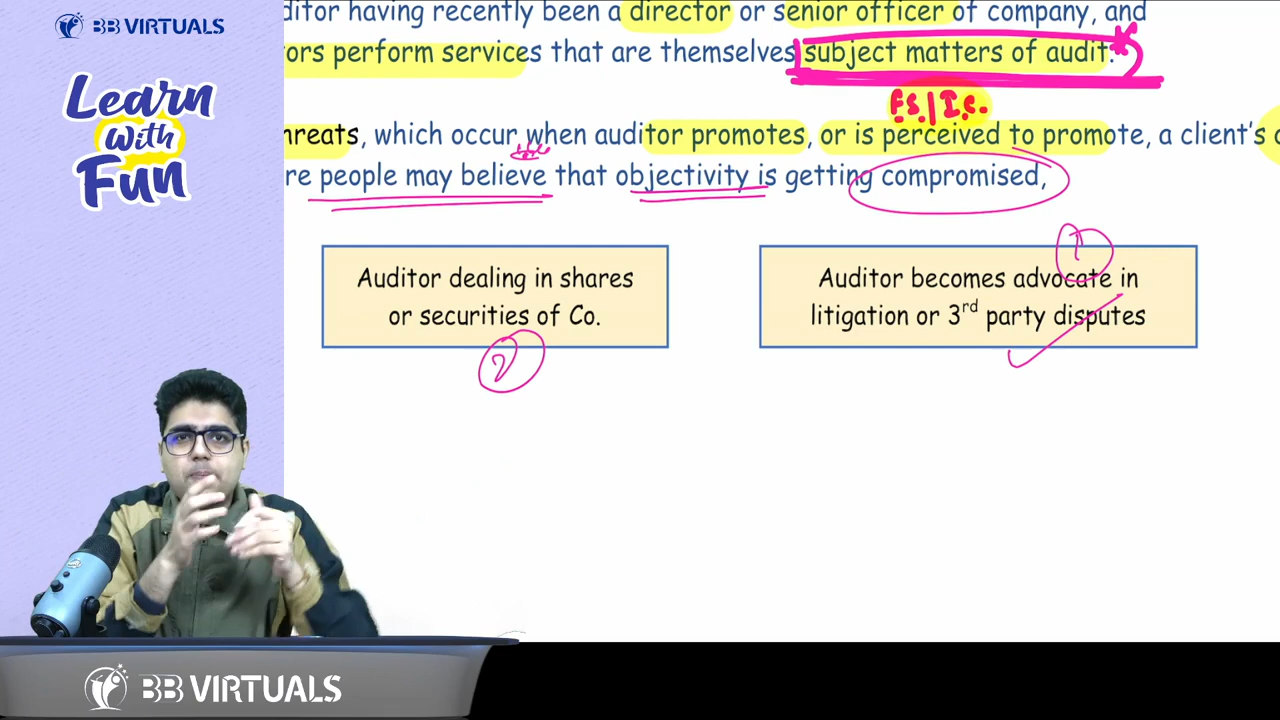 BB VIRTUALS
Learn
With
Fun
ditor having recently been a director or senior officer of company, and
ors perform services that are themselves subject matters of audit.
F.S. / I.C.
hreats, which occur when auditor promotes, or is perceived to promote, a client's
re people may believe that objectivity is getting compromised,
Auditor dealing in shares
or securities of Co.
2
Auditor becomes advocate in
litigation or 3rd party disputes
1
BB VIRTUALS